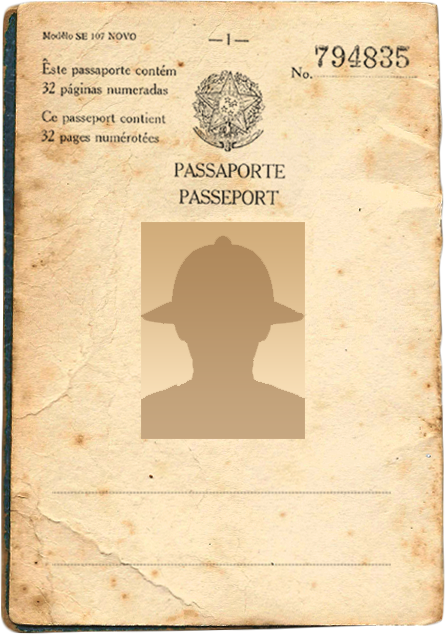 Modêlo SE 107 NOVO
— 1 —
No. 794835
Êste passaporte contém
32 páginas numeradas
Ce passeport contient
32 pages numérotées
PASSAPORTE
PASSEPORT